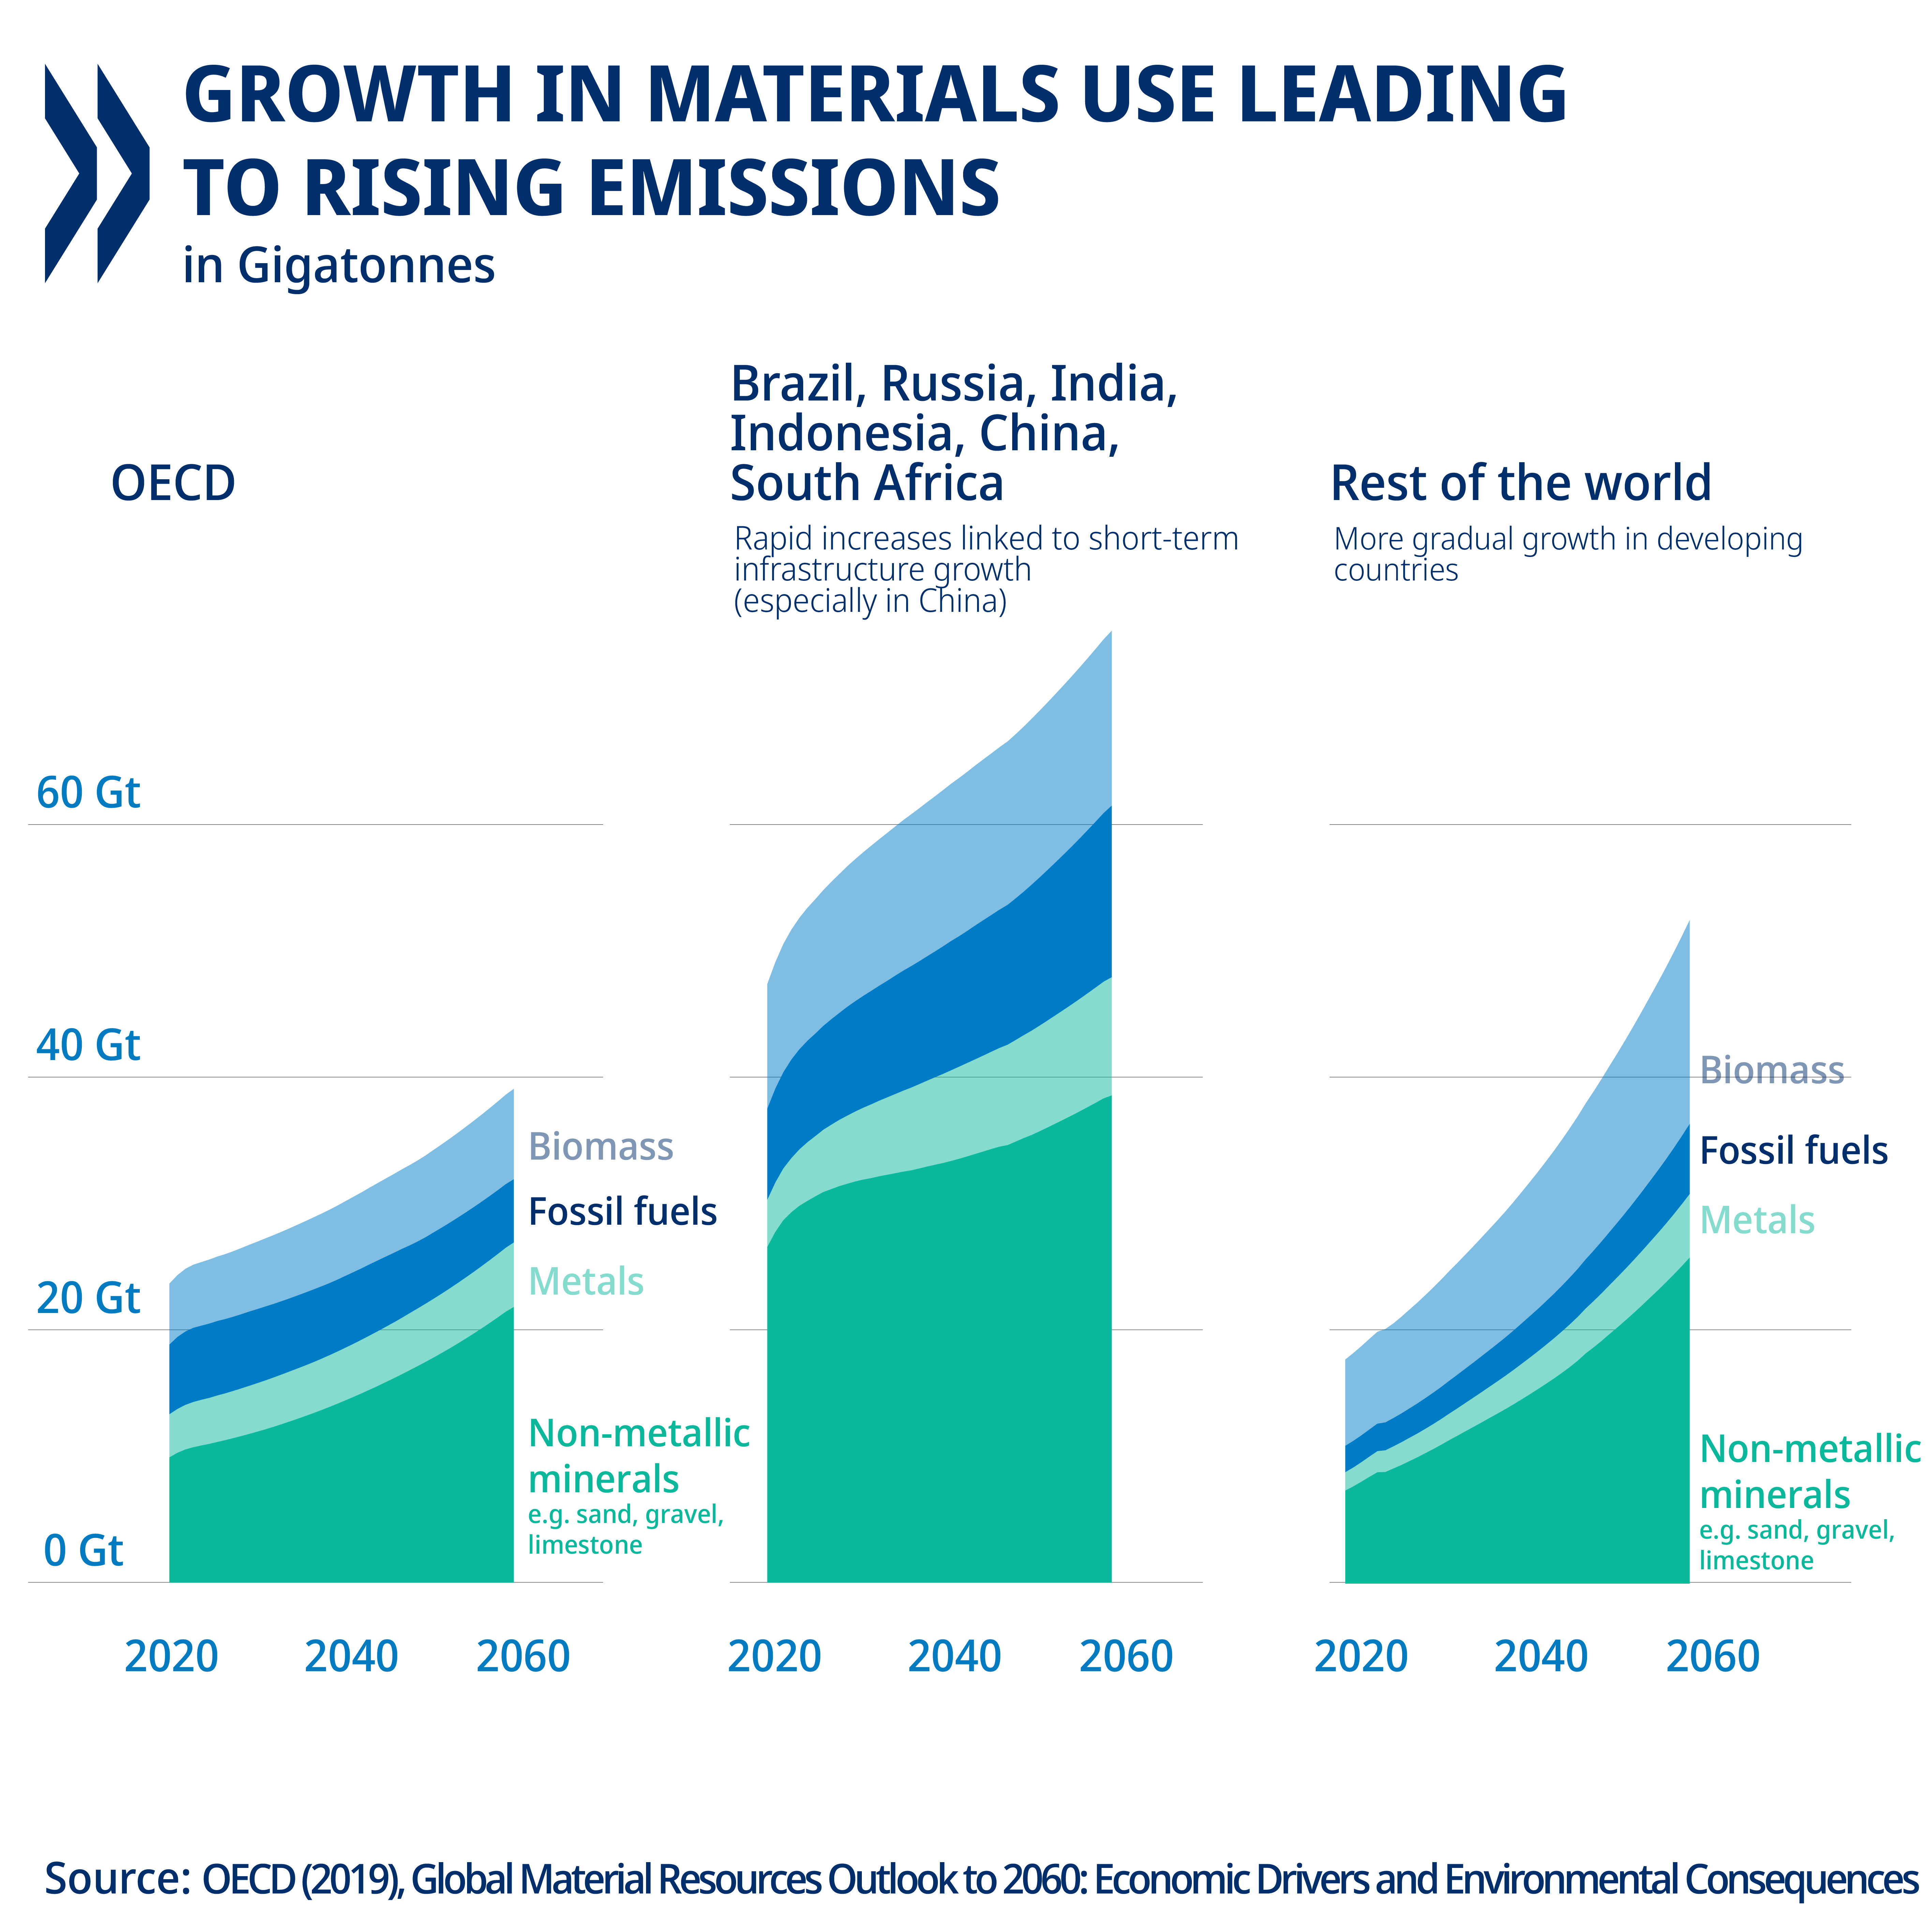 GROWTH IN MATERIALS USE LEADING
TO RISING EMISSIONS
in Gigatonnes
OECD
Brazil, Russia, India,
Indonesia, China,
South Africa
Rapid increases linked to short-term
infrastructure growth
(especially in China)
Rest of the world
More gradual growth in developing
countries
60 Gt
40 Gt
20 Gt
0 Gt
Biomass
Fossil fuels
Metals
Non-metallic
minerals
e.g. sand, gravel,
limestone
Biomass
Fossil fuels
Metals
Non-metallic
minerals
e.g. sand, gravel,
limestone
2020 2040 2060 2020 2040 2060 2020 2040 2060
Source: OECD (2019), Global Material Resources Outlook to 2060: Economic Drivers and Environmental Consequences